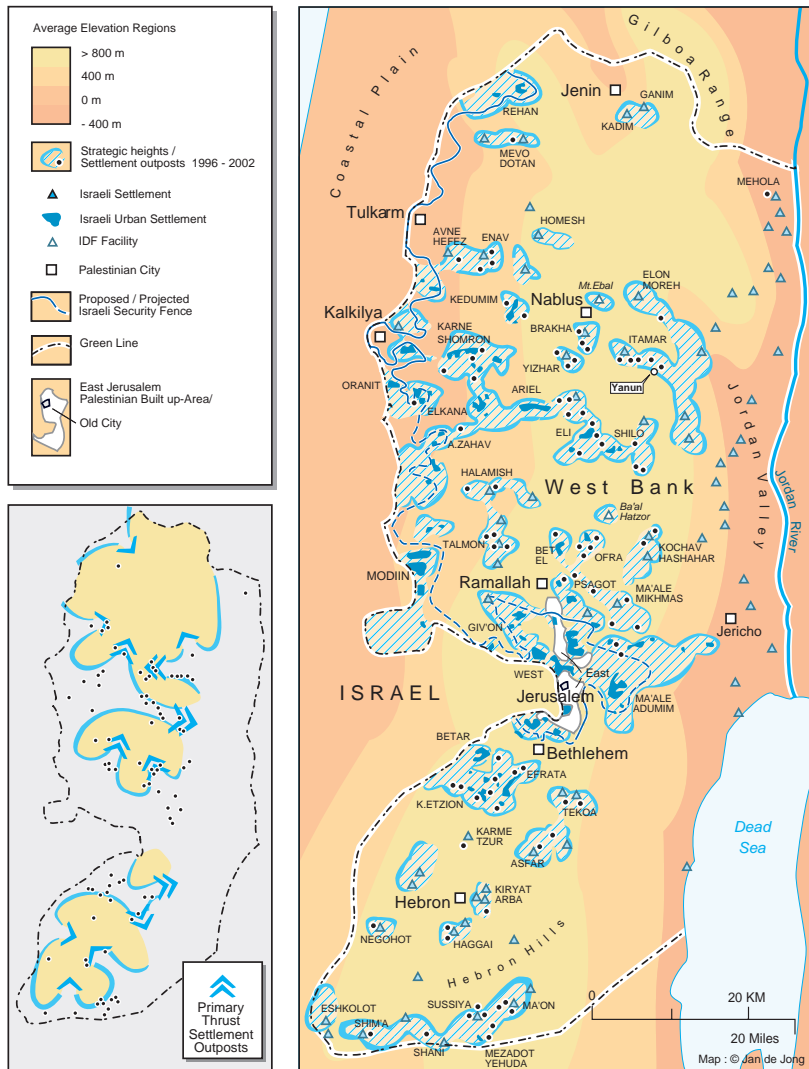 Average Elevation Regions
> 800 m
400 m
0 m
- 400 m
Strategic heights /
Settlement outposts 1996 - 2002
Israeli Settlement
Israeli Urban Settlement
IDF Facility
Palestinian City
Proposed / Projected
Israeli Security Fence
Green Line
East Jerusalem
Palestinian Built up-Area/
Old City
Primary
Thrust
Settlement
Outposts
Coastal Plain
Gilboa Range
Jenin
GANIM
KADIM
REHAN
MEVO
DOTAN
MEHOLA
Tulkarm
AVNE
HEFEZ
ENAV
HOMESH
KEDUMIM
Nablus
Mt.Ebal
ELON
MOREH
Kalkilya
KARNE
SHOMRON
BRAKHA
ITAMAR
YIZHAR
Yanun
ORANIT
ELKANA
ARIEL
A.ZAHAV
ELI
SHILO
HALAMISH
West Bank
Jordan Valley
Jordan River
Ba'al
Hatzor
TALMON
BET
EL
OFRA
KOCHAV
HASHAHAR
MODIIN
Ramallah
PSAGOT
MA'ALE
MIKHMAS
GIV'ON
Jericho
WEST
East
ISRAEL
Jerusalem
MA'ALE
ADUMIM
BETAR
Bethlehem
EFRATA
K.ETZION
TEKOA
KARME
TZUR
ASFAR
Dead
Sea
Hebron
KIRYAT
ARBA
NEGOHOT
HAGGAI
Hebron Hills
ESHKOLOT
SHIM'A
SUSSIYA
MA'ON
SHANI
MEZADOT
YEHUDA
0
20 KM
20 Miles
Map : © Jan de Jong